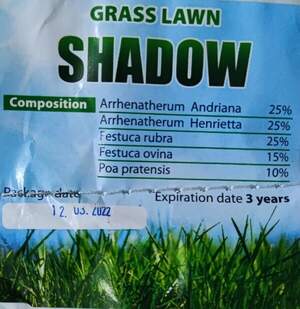 GRASS LAWN
SHADOW
Composition Arrhenatherum Andriana 25%
Arrhenatherum Henrietta 25%
Festuca rubra 25%
Festuca ovina 15%
Poa pratensis 10%
Package date Expiration date 3 years
12. 03. 2022